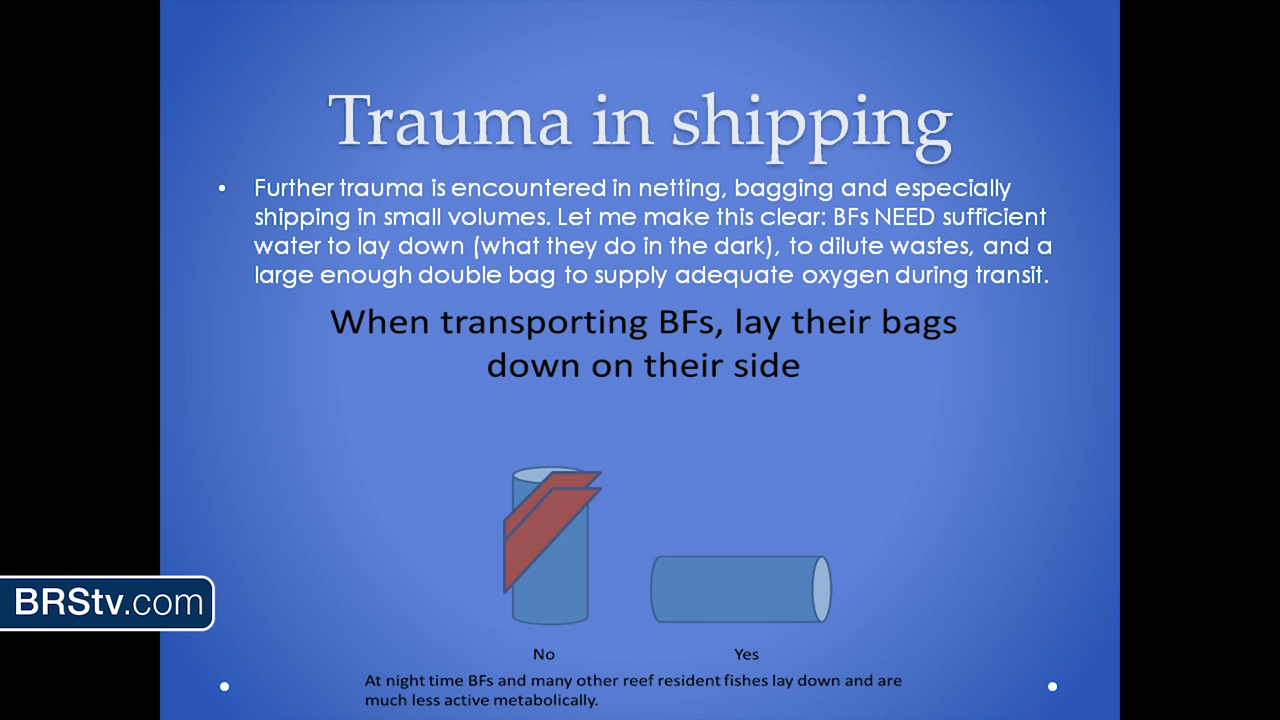 Trauma in shipping
• Further trauma is encountered in netting, bagging and especially
shipping in small volumes. Let me make this clear: BFs NEED sufficient
water to lay down (what they do in the dark), to dilute wastes, and a
large enough double bag to supply adequate oxygen during transit.
When transporting BFs, lay their bags
down on their side
BRStv.com
No
Yes
At night time BFs and many other reef resident fishes lay down and are
much less active metabolically.